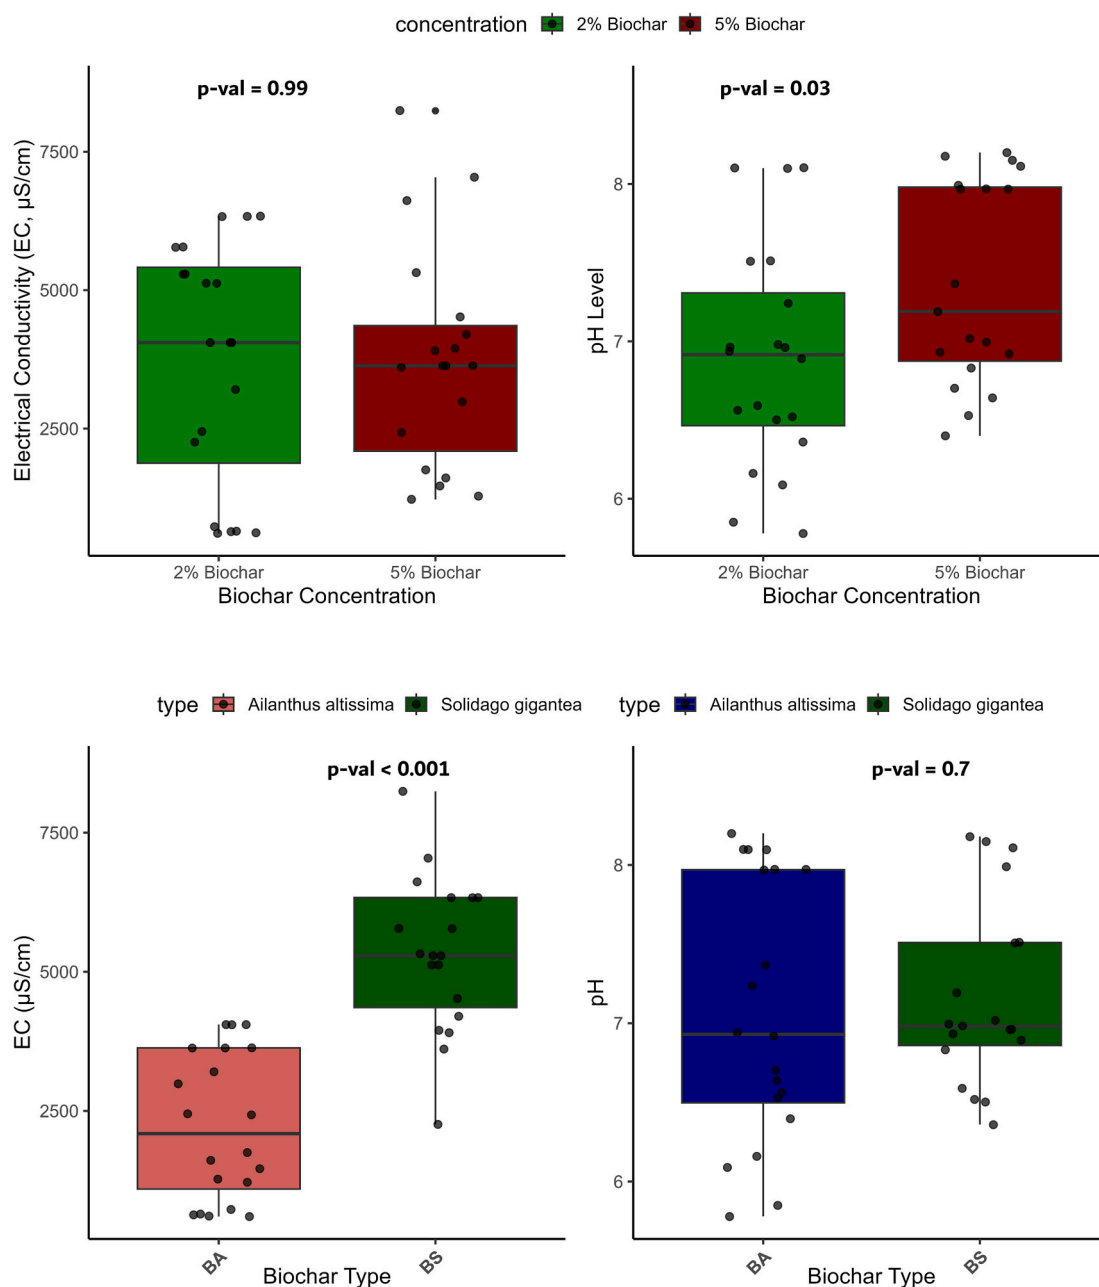 concentration 2% Biochar 5% Biochar
p-val = 0.99
p-val = 0.03
Electrical Conductivity (EC, µS/cm)
7500
5000
2500
2% Biochar 5% Biochar
Biochar Concentration
pH Level
8
7
6
2% Biochar 5% Biochar
Biochar Concentration
type Ailanthus altissima Solidago gigantea
type Ailanthus altissima Solidago gigantea
p-val < 0.001
p-val = 0.7
EC (µS/cm)
7500
5000
2500
BA BS
Biochar Type
pH
8
7
6
BA BS
Biochar Type